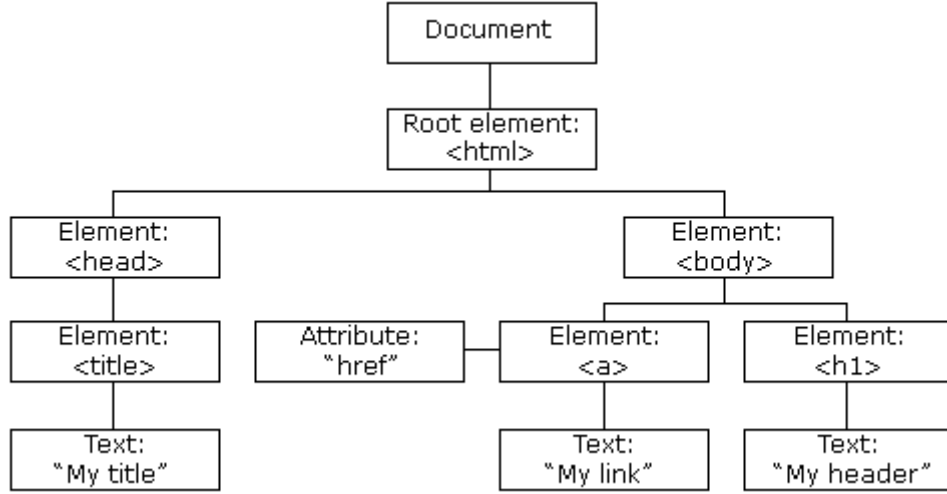 Document
Root element:
<html>
Element:
<head>
Element:
<body>
Element:
<title>
Attribute:
“href”
Element:
<a>
Element:
<h1>
Text:
“My title”
Text:
“My link”
Text:
“My header”